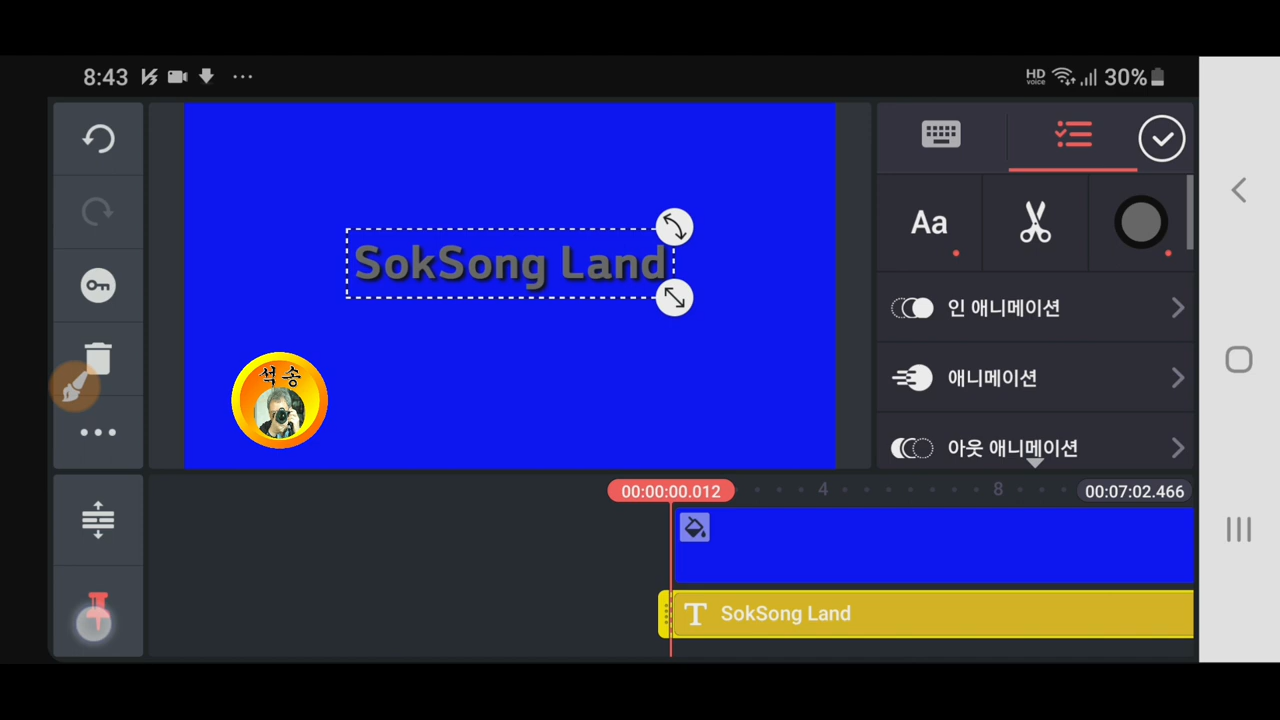 8:43
HD voice
30%
SokSong Land
석송
Aa
인 애니메이션
애니메이션
아웃 애니메이션
00:00:00.012
4
8
00:07:02.466
T SokSong Land